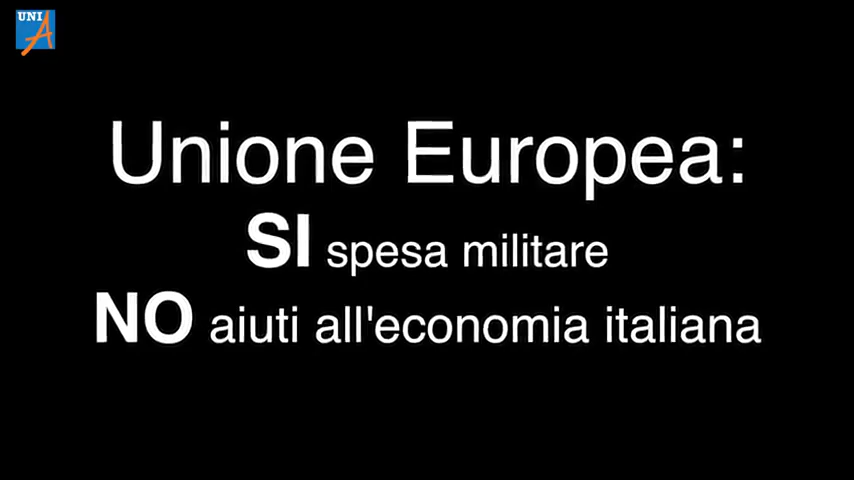 UNI
A
Unione Europea:
SI spesa militare
NO aiuti all'economia italiana